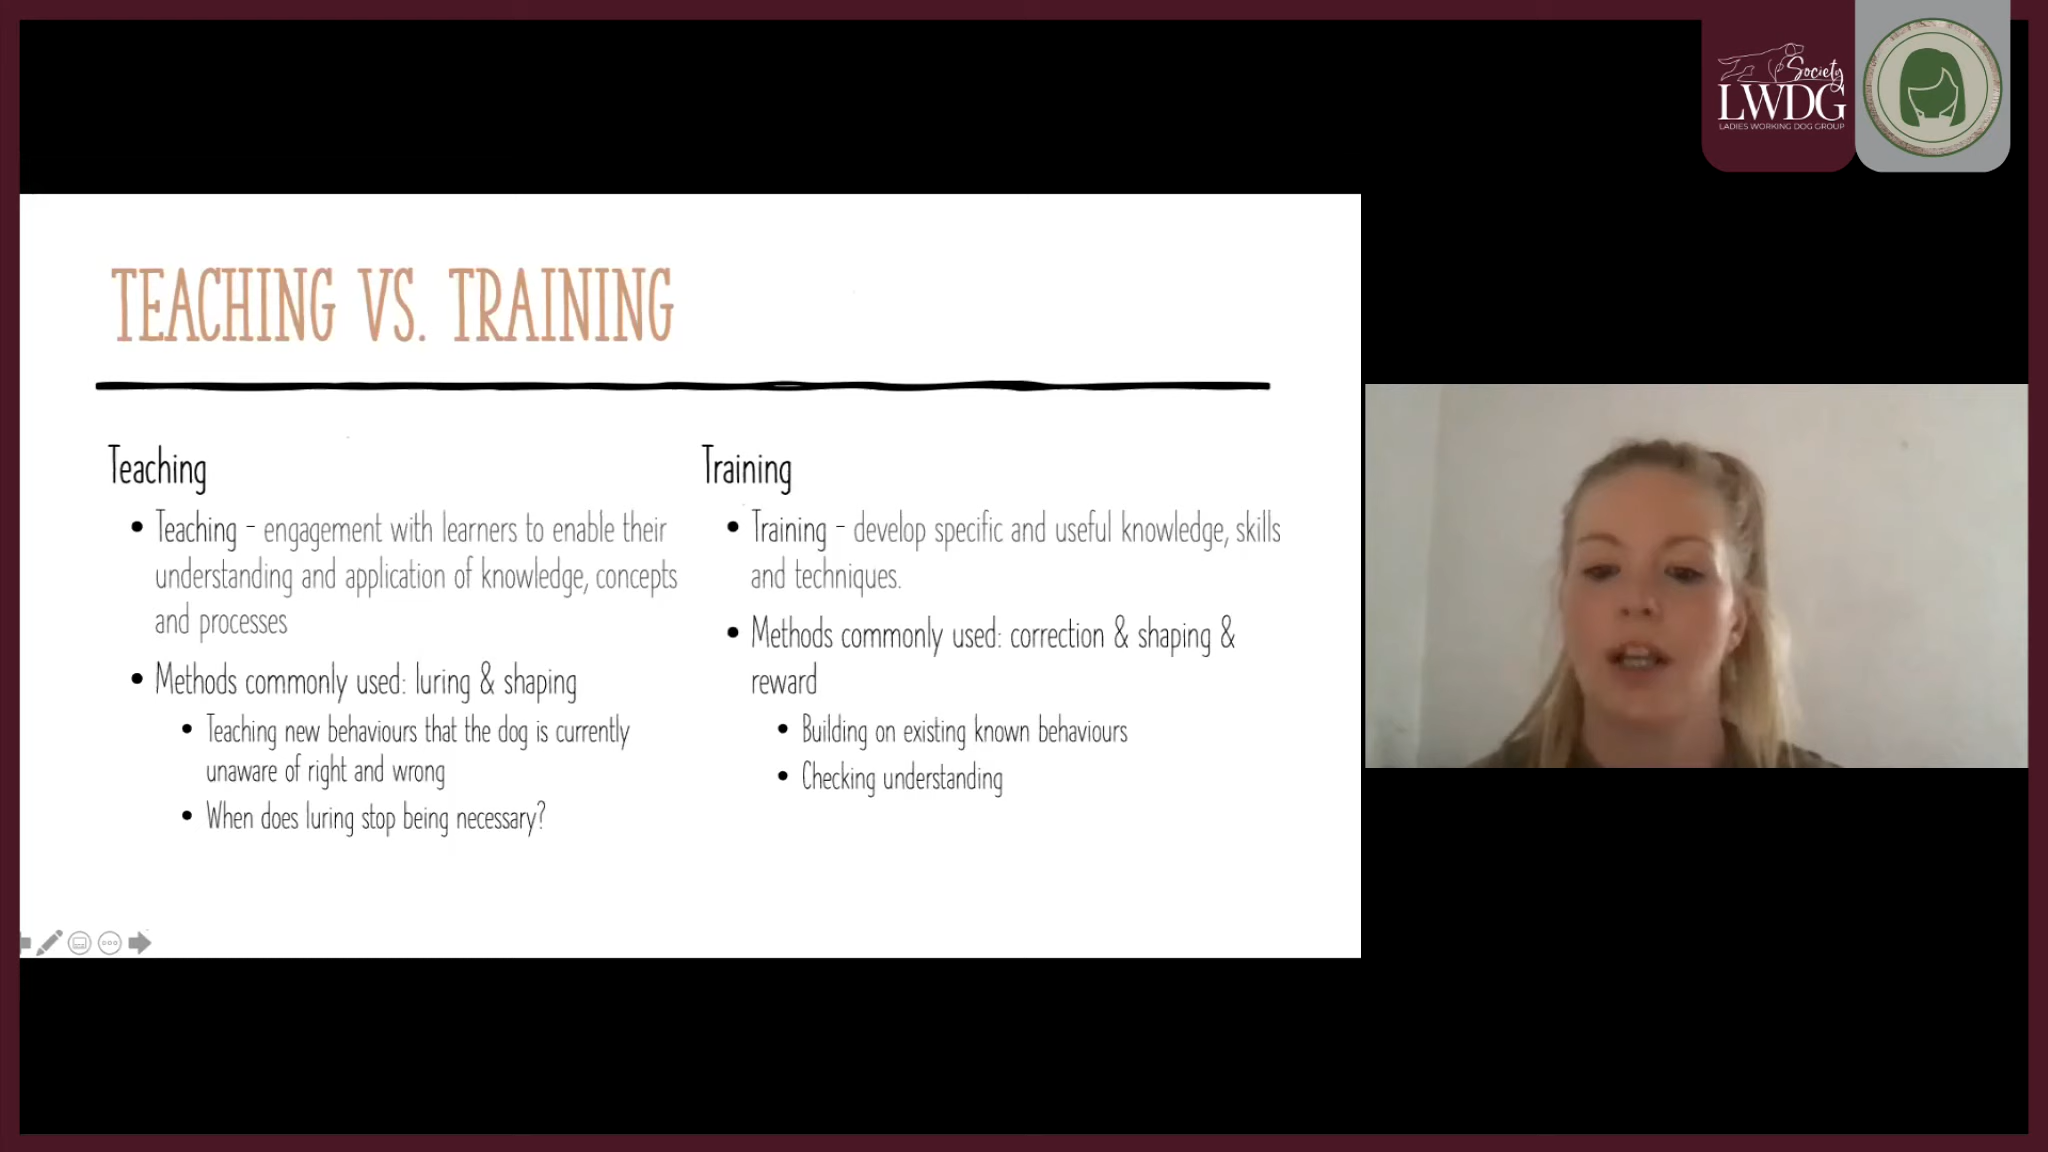 Society
LWDG
LADIES WORKING DOG GROUP
TEACHING VS. TRAINING
Teaching
• Teaching - engagement with learners to enable their
understanding and application of knowledge, concepts
and processes
• Methods commonly used: luring & shaping
• Teaching new behaviours that the dog is currently
unaware of right and wrong
• When does luring stop being necessary?
Training
• Training - develop specific and useful knowledge, skills
and techniques.
• Methods commonly used: correction & shaping &
reward
• Building on existing known behaviours
• Checking understanding